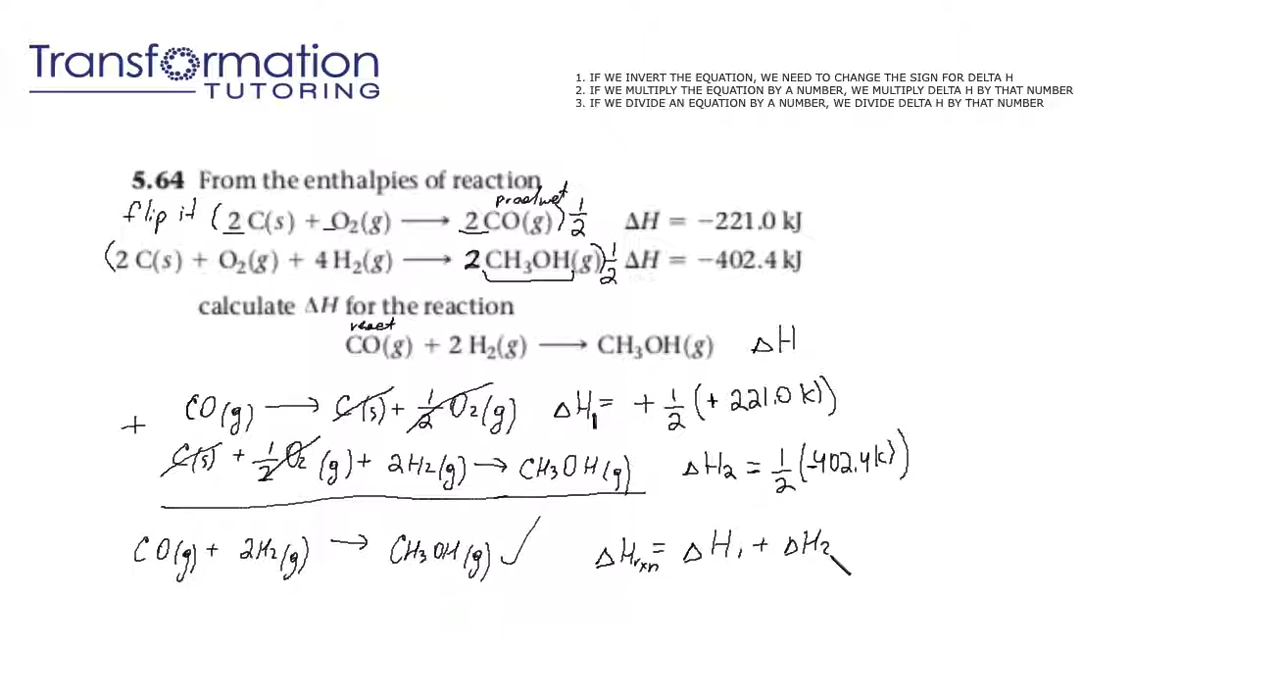 Transformation
TUTORING
1. IF WE INVERT THE EQUATION, WE NEED TO CHANGE THE SIGN FOR DELTA H
2. IF WE MULTIPLY THE EQUATION BY A NUMBER, WE MULTIPLY DELTA H BY THAT NUMBER
3. IF WE DIVIDE AN EQUATION BY A NUMBER, WE DIVIDE DELTA H BY THAT NUMBER
5.64 From the enthalpies of reaction
product
flip it (2 C(s) + O₂(g) ⟶ 2CO(g)) 1/2 ΔH = −221.0 kJ
(2 C(s) + O₂(g) + 4 H₂(g) ⟶ 2CH₃OH(g)) 1/2 ΔH = −402.4 kJ
calculate ΔH for the reaction
react
CO(g) + 2 H₂(g) ⟶ CH₃OH(g) ΔH
+ CO(g) ⟶ C(s) + 1/2 O₂(g) ΔH₁ = + 1/2 (+ 221.0 kJ)
C(s) + 1/2 O₂ (g) + 2H₂(g) → CH₃OH(g) ΔH₂ = 1/2 (-402.4 kJ)
CO(g) + 2H₂(g) → CH₃OH(g) ✓ ΔHrxn = ΔH₁ + ΔH₂